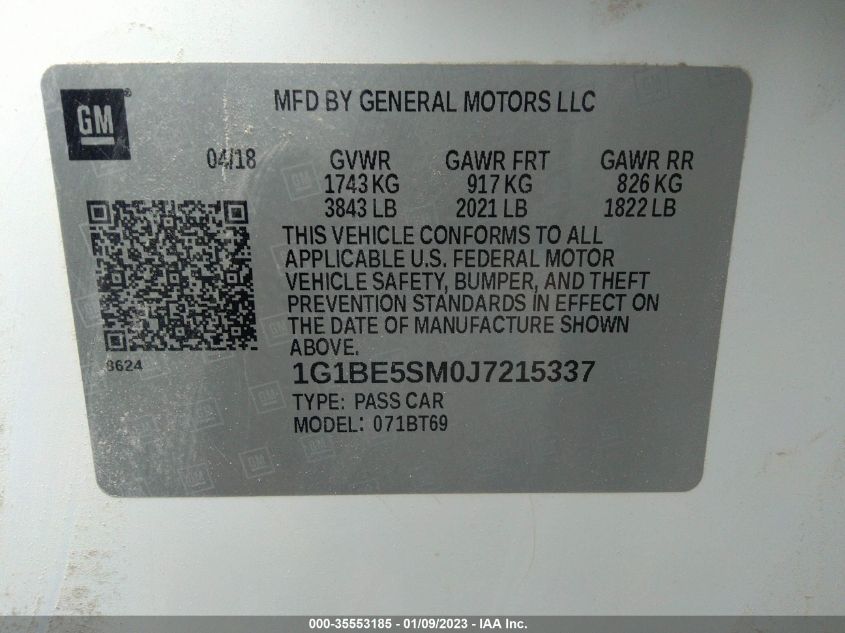 GM
®
MFD BY GENERAL MOTORS LLC
04/18 GVWR GAWR FRT GAWR RR
1743 KG 917 KG 826 KG
3843 LB 2021 LB 1822 LB
THIS VEHICLE CONFORMS TO ALL
APPLICABLE U.S. FEDERAL MOTOR
VEHICLE SAFETY, BUMPER, AND THEFT
PREVENTION STANDARDS IN EFFECT ON
THE DATE OF MANUFACTURE SHOWN
ABOVE.
8624
1G1BE5SM0J7215337
TYPE: PASS CAR
MODEL: 071BT69
000-35553185 - 01/09/2023 - IAA Inc.